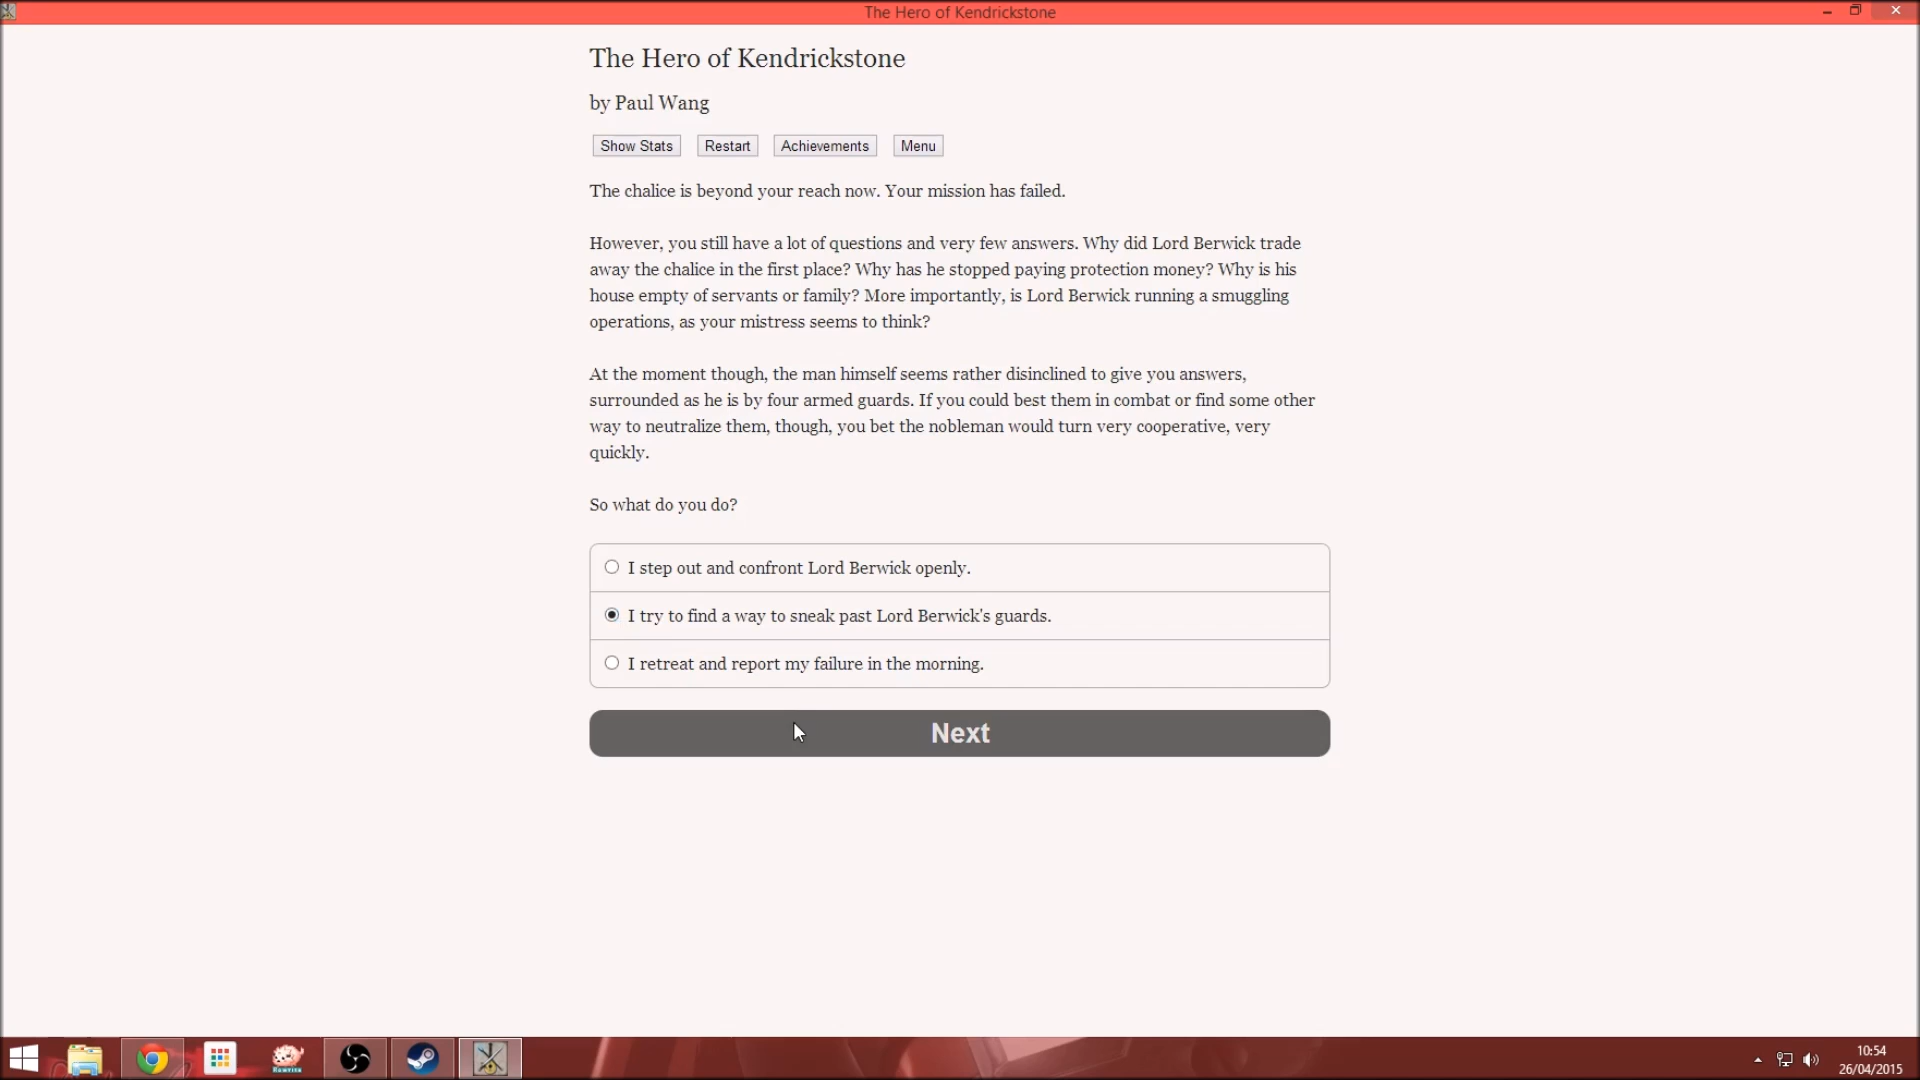 The Hero of Kendrickstone
The Hero of Kendrickstone
by Paul Wang
Show Stats Restart Achievements Menu
The chalice is beyond your reach now. Your mission has failed.
However, you still have a lot of questions and very few answers. Why did Lord Berwick trade
away the chalice in the first place? Why has he stopped paying protection money? Why is his
house empty of servants or family? More importantly, is Lord Berwick running a smuggling
operations, as your mistress seems to think?
At the moment though, the man himself seems rather disinclined to give you answers,
surrounded as he is by four armed guards. If you could best them in combat or find some other
way to neutralize them, though, you bet the nobleman would turn very cooperative, very
quickly.
So what do you do?
I step out and confront Lord Berwick openly.
I try to find a way to sneak past Lord Berwick's guards.
I retreat and report my failure in the morning.
Next
10:54
26/04/2015